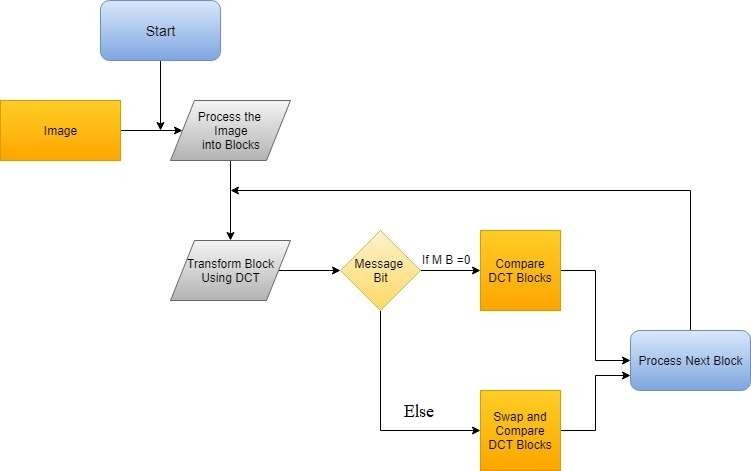 Start
Image
Process the
Image
into Blocks
Transform Block
Using DCT
Message
Bit
If M B =0
Compare
DCT Blocks
Process Next Block
Else
Swap and
Compare
DCT Blocks